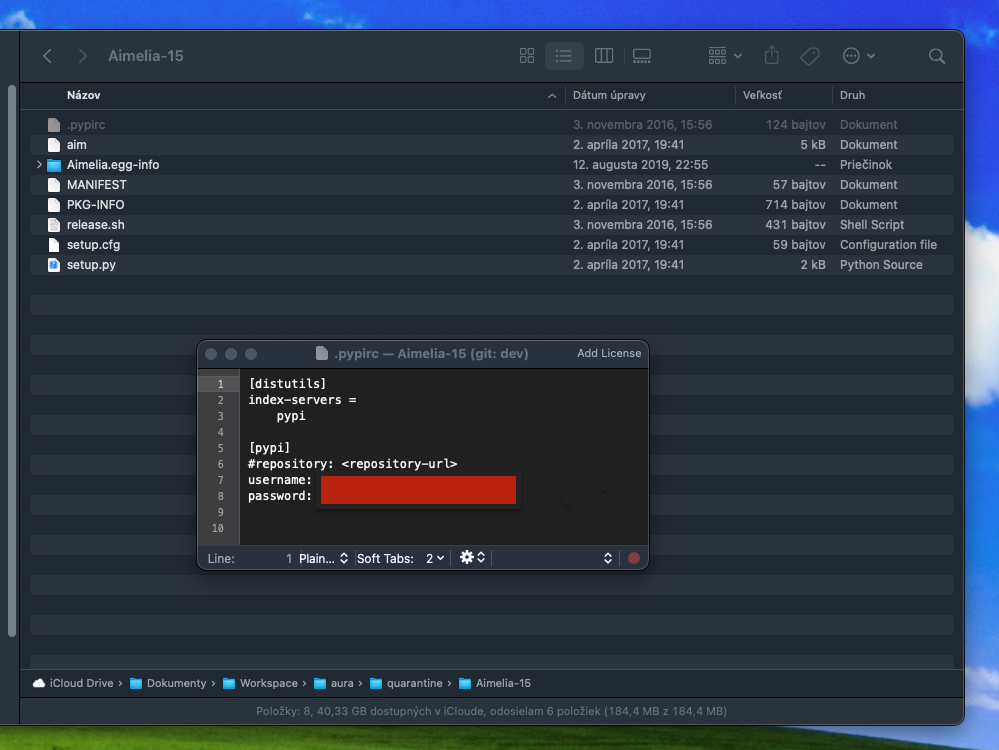 Aimelia-15
Názov Dátum úpravy Veľkosť Druh
.pypirc 3. novembra 2016, 15:56 124 bajtov Dokument
aim 2. apríla 2017, 19:41 5 kB Dokument
Aimelia.egg-info 12. augusta 2019, 22:55 -- Priečinok
MANIFEST 3. novembra 2016, 15:56 57 bajtov Dokument
PKG-INFO 2. apríla 2017, 19:41 714 bajtov Dokument
release.sh 3. novembra 2016, 15:56 431 bajtov Shell Script
setup.cfg 2. apríla 2017, 19:41 59 bajtov Configuration file
setup.py 2. apríla 2017, 19:41 2 kB Python Source
.pypirc — Aimelia-15 (git: dev) Add License
1 [distutils]
2 index-servers =
3 pypi
4
5 [pypi]
6 #repository: <repository-url>
7 username:
8 password:
9
10
Line: 1 Plain... Soft Tabs: 2
iCloud Drive › Dokumenty › Workspace › aura › quarantine › Aimelia-15
Položky: 8, 40,33 GB dostupných v iCloude, odosielam 6 položiek (184,4 MB z 184,4 MB)